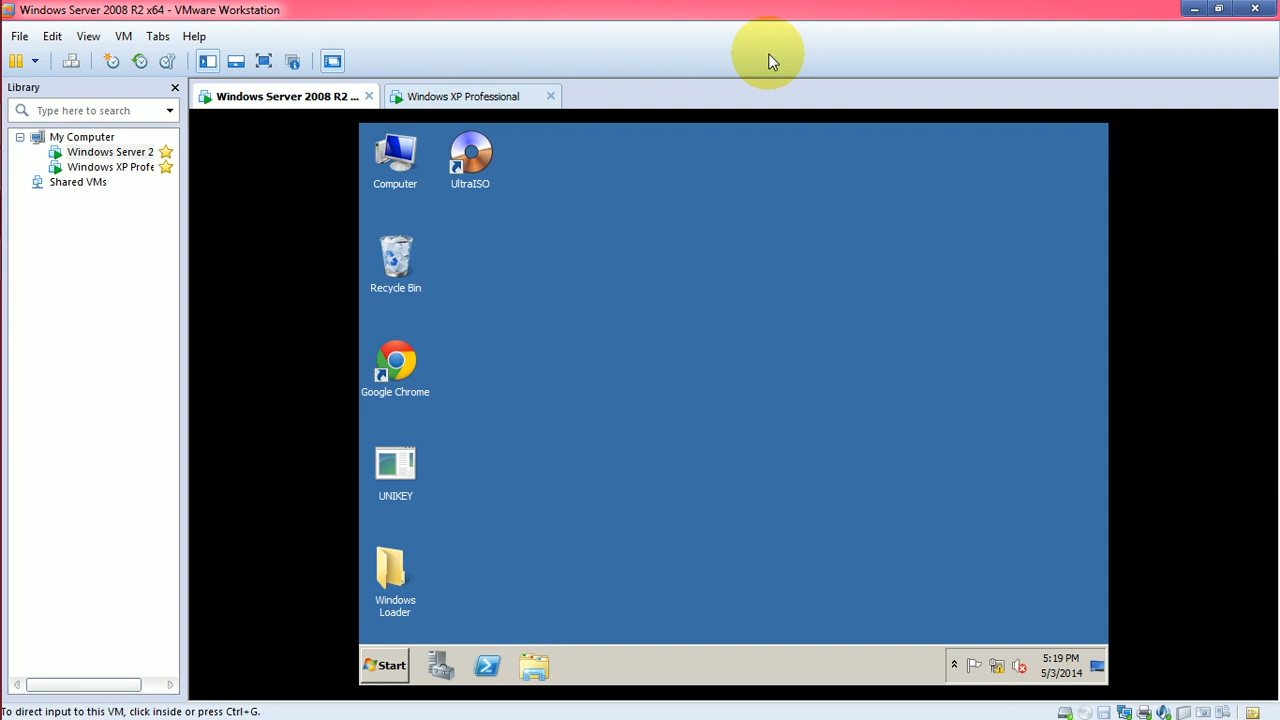 Windows Server 2008 R2 x64 - VMware Workstation
File Edit View VM Tabs Help
Library
Type here to search
My Computer
Windows Server 2
Windows XP Profe
Shared VMs
Windows Server 2008 R2 ...
Windows XP Professional
Computer
UltraISO
Recycle Bin
Google Chrome
UNIKEY
Windows
Loader
Start
5:19 PM
5/3/2014
To direct input to this VM, click inside or press Ctrl+G.